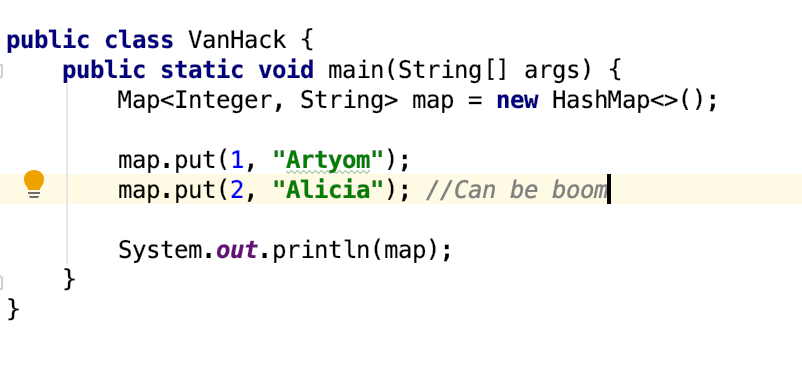 public class VanHack {
    public static void main(String[] args) {
        Map<Integer, String> map = new HashMap<>();
        map.put(1, "Artyom");
        map.put(2, "Alicia"); //Can be boom
        System.out.println(map);
    }
}